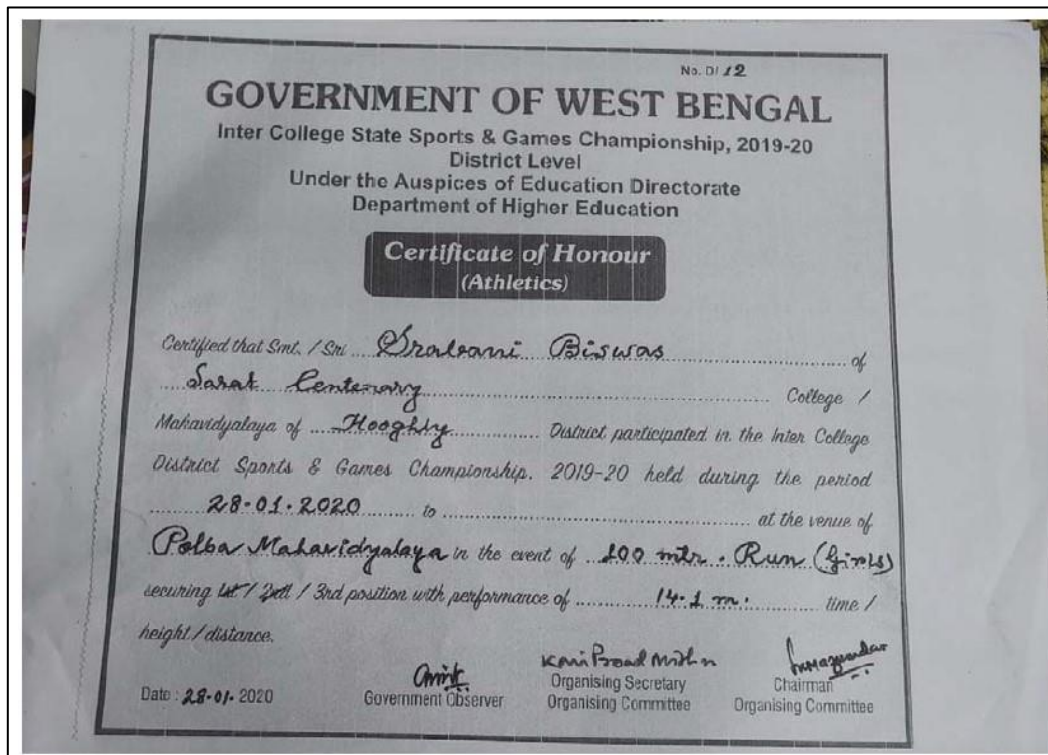 No. D/ 12
GOVERNMENT OF WEST BENGAL
Inter College State Sports & Games Championship, 2019-20
District Level
Under the Auspices of Education Directorate
Department of Higher Education
Certificate of Honour
(Athletics)
Certified that Smt. / Sri ... Sraboni Biswas ........................ of
..... Sarat Centenary ........................ College /
Mahavidyalaya of .... Hooghly ............ District participated in the Inter College
District Sports & Games Championship. 2019-20 held during the period
......... 28.01.2020 ......... to ........................ at the venue of
Polba Mahavidyalaya in the event of .. 100 mtr. Run (Girls)
securing 1st / 2nd / 3rd position with performance of ............ 14.1 m. ......... time /
height / distance.
Date : 28.01.2020
Government Observer
Organising Secretary
Organising Committee
Chairman
Organising Committee